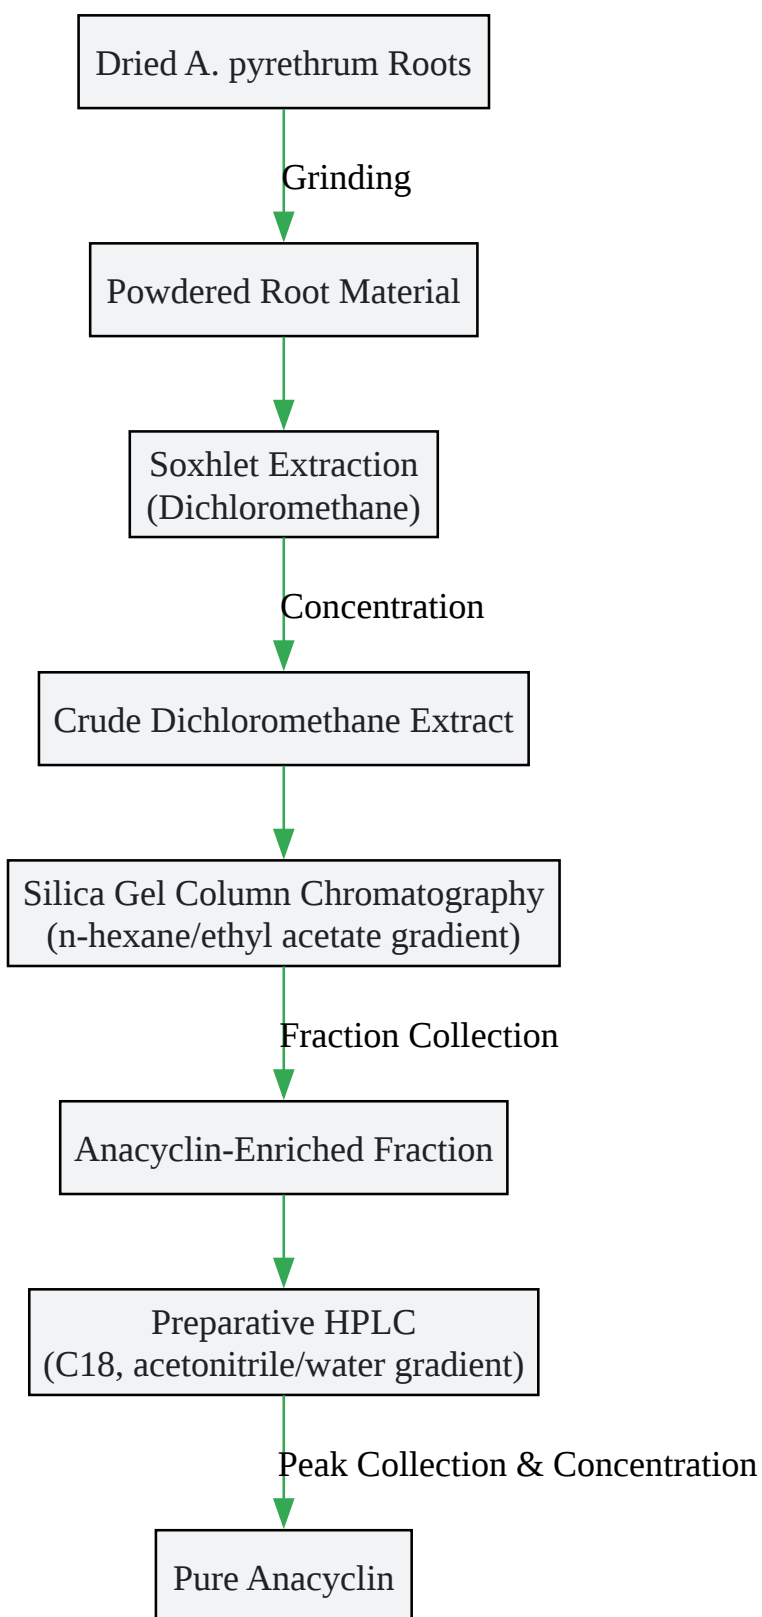 Dried A. pyrethrum Roots
Grinding
Powdered Root Material
Soxhlet Extraction
(Dichloromethane)
Concentration
Crude Dichloromethane Extract
Silica Gel Column Chromatography
(n-hexane/ethyl acetate gradient)
Fraction Collection
Anacyclin-Enriched Fraction
Preparative HPLC
(C18, acetonitrile/water gradient)
Peak Collection & Concentration
Pure Anacyclin